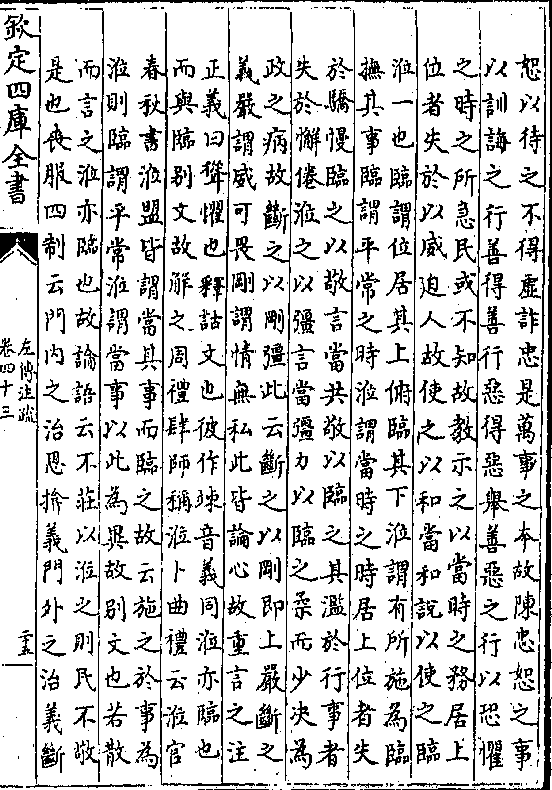 恕以待之不得虛詐忠是萬事之本故陳忠恕之事
以訓誨之行善得善行惡得惡舉善惡之行以恐懼
之時之所急民或不知故教示之以當時之務居上
位者失於以威迫人故使之以和當和說以使之臨
涖一也臨謂位居其上俯臨其下涖謂有所施為臨
撫其事臨謂平常之時涖謂當時之時居上位者失
於驕慢臨之以敬言當共敬以臨之其濫於行事者
失於懈倦涖之以彊言當彊力以臨之柔而少決為
政之病故斷之以剛彊此云斷之以剛即上嚴斷之
義嚴謂威可畏剛謂情無私此皆論心故重言之注
正義曰聳懼也釋詁文也彼作竦音義同涖亦臨也
而與臨別文故解之周禮肆師稱涖卜曲禮云涖官
春秋書涖盟皆謂當其事而臨之故云施之於事為
涖則臨謂平常涖謂當事以此為異故別文也若散
而言之涖亦臨也故論語云不莊以涖之則民不敬
是也喪服四制云門內之治恩揜義門外之治義斷
欽定四庫全書
左傳注疏
卷四十三
二五